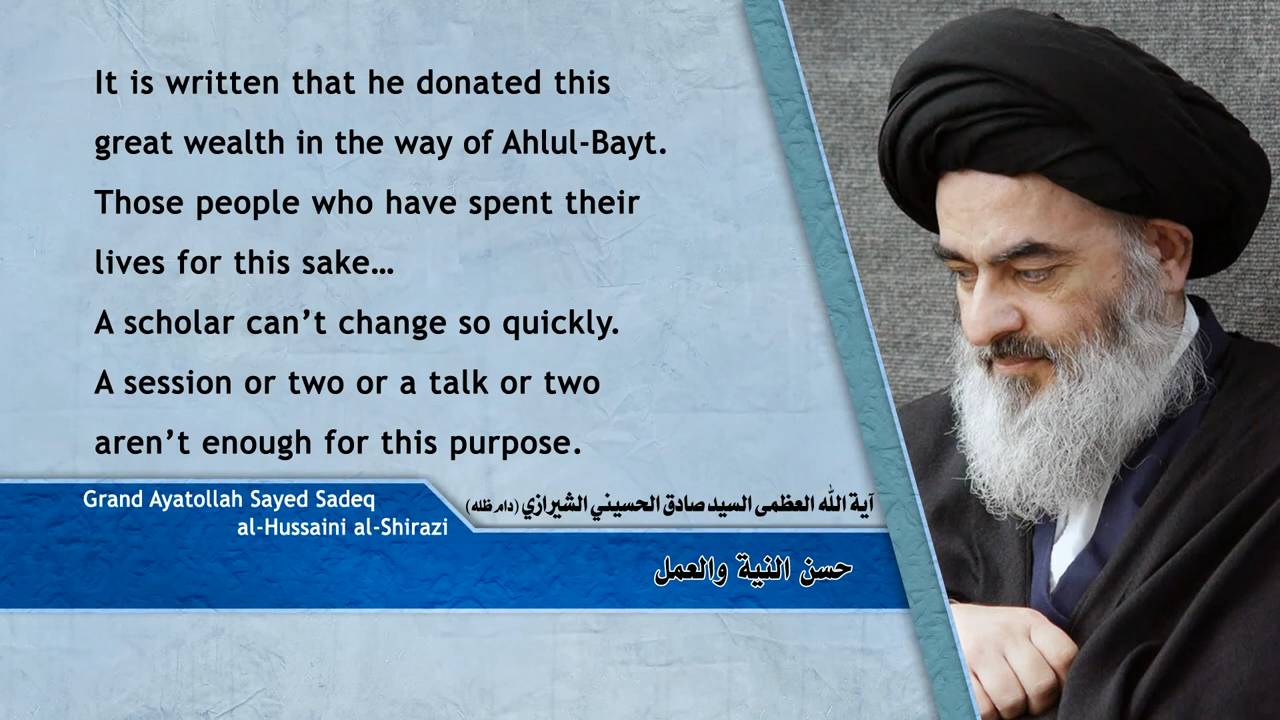 It is written that he donated this
great wealth in the way of Ahlul-Bayt.
Those people who have spent their
lives for this sake…
A scholar can’t change so quickly.
A session or two or a talk or two
aren’t enough for this purpose.
Grand Ayatollah Sayed Sadeq
al-Hussaini al-Shirazi
آية الله العظمى السيد صادق الحسيني الشيرازي (دام ظله)
حسن النية والعمل